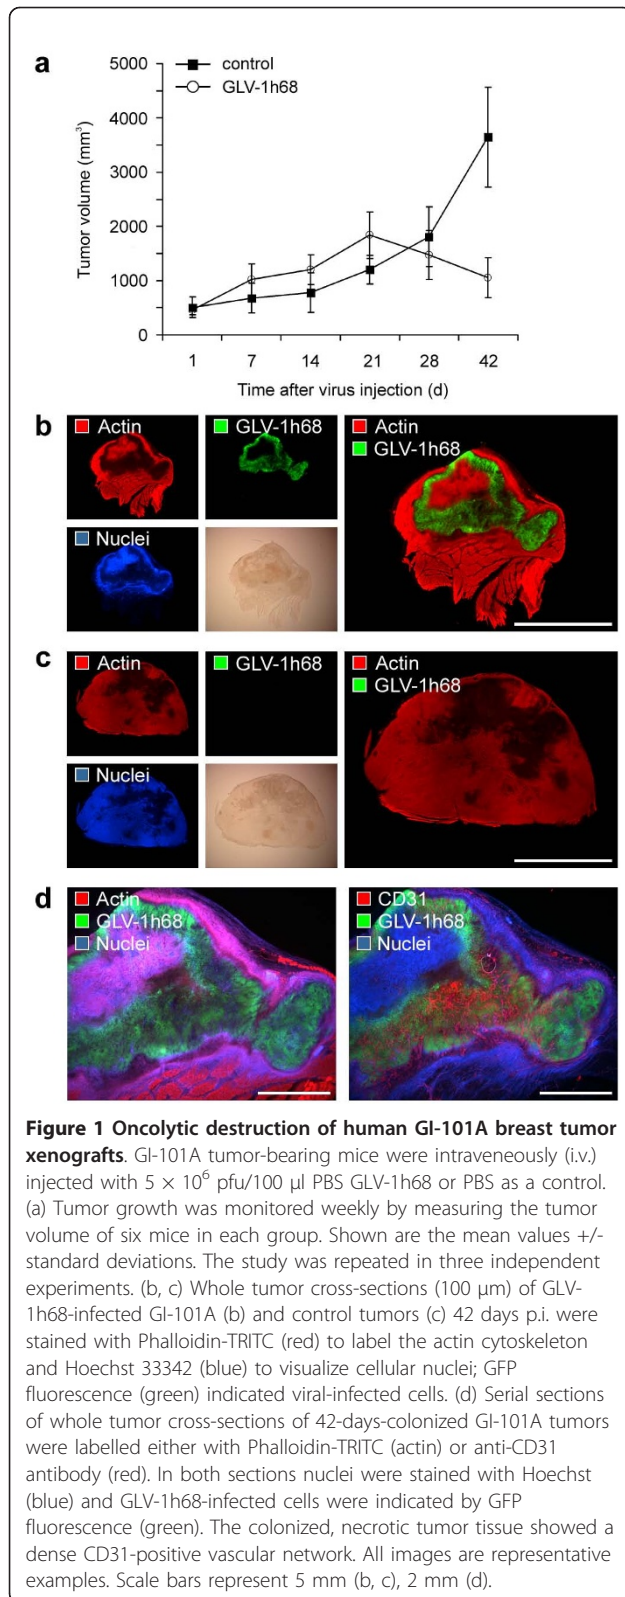 a
5000
4000
3000
2000
1000
0
Tumor volume (mm³)
control
GLV-1h68
1 7 14 21 28 42
Time after virus injection (d)
b
Actin
GLV-1h68
Actin
GLV-1h68
Nuclei
c
Actin
GLV-1h68
Actin
GLV-1h68
Nuclei
d
Actin
GLV-1h68
Nuclei
CD31
GLV-1h68
Nuclei
Figure 1 Oncolytic destruction of human GI-101A breast tumor
xenografts. GI-101A tumor-bearing mice were intraveneously (i.v.)
injected with 5 × 10⁶ pfu/100 μl PBS GLV-1h68 or PBS as a control.
(a) Tumor growth was monitored weekly by measuring the tumor
volume of six mice in each group. Shown are the mean values +/-
standard deviations. The study was repeated in three independent
experiments. (b, c) Whole tumor cross-sections (100 μm) of GLV-
1h68-infected GI-101A (b) and control tumors (c) 42 days p.i. were
stained with Phalloidin-TRITC (red) to label the actin cytoskeleton
and Hoechst 33342 (blue) to visualize cellular nuclei; GFP
fluorescence (green) indicated viral-infected cells. (d) Serial sections
of whole tumor cross-sections of 42-days-colonized GI-101A tumors
were labelled either with Phalloidin-TRITC (actin) or anti-CD31
antibody (red). In both sections nuclei were stained with Hoechst
(blue) and GLV-1h68-infected cells were indicated by GFP
fluorescence (green). The colonized, necrotic tumor tissue showed a
dense CD31-positive vascular network. All images are representative
examples. Scale bars represent 5 mm (b, c), 2 mm (d).